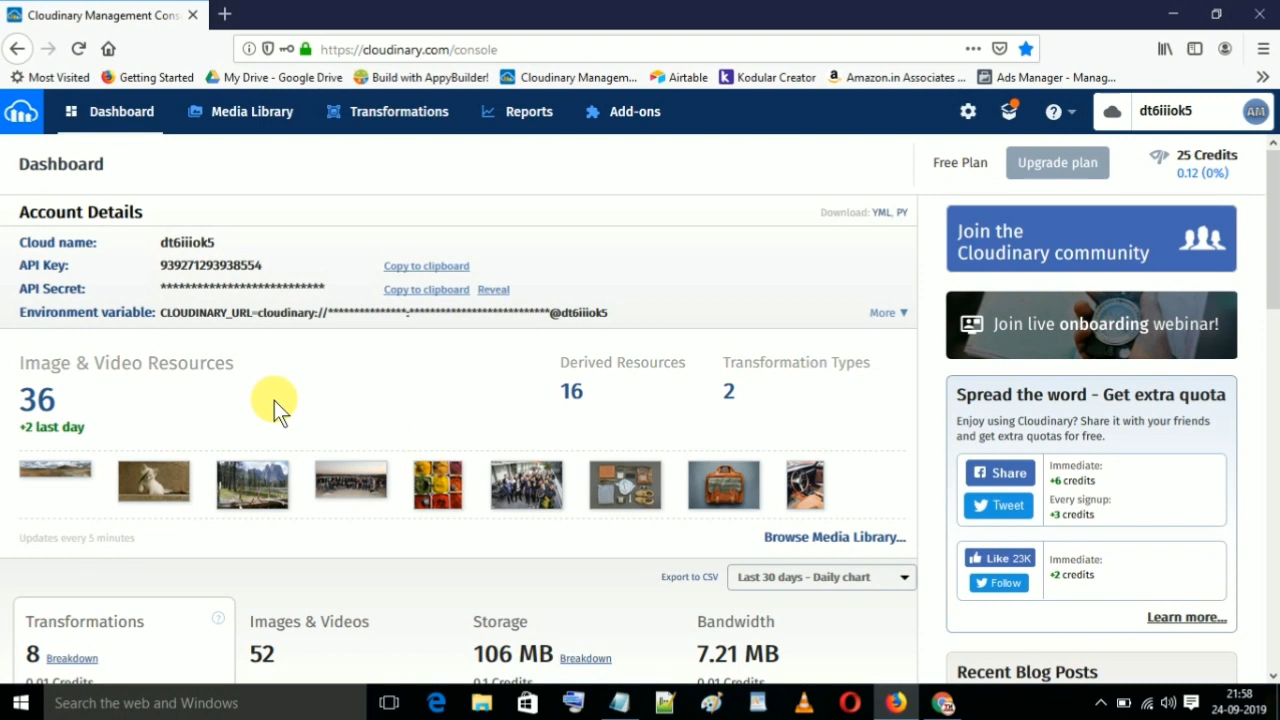 Cloudinary Management Cons
https://cloudinary.com/console
Most Visited
Getting Started
My Drive - Google Drive
Build with AppyBuilder!
Cloudinary Managem...
Airtable
Kodular Creator
Amazon.in Associates ...
Ads Manager - Manag...
Dashboard
Media Library
Transformations
Reports
Add-ons
dt6iiiok5
AM
Dashboard
Free Plan
Upgrade plan
25 Credits
0.12 (0%)
Account Details
Download: YML, PY
Cloud name: dt6iiiok5
API Key: 939271293938554 Copy to clipboard
API Secret: *************************** Copy to clipboard Reveal
Environment variable: CLOUDINARY_URL=cloudinary://***************:***************************@dt6iiiok5
More ▼
Image & Video Resources
36
+2 last day
Derived Resources
16
Transformation Types
2
Updates every 5 minutes
Browse Media Library...
Export to CSV
Last 30 days - Daily chart
Transformations
8 Breakdown
0.01 Credits
Images & Videos
52
Storage
106 MB Breakdown
0.1 Credits
Bandwidth
7.21 MB
0.01 Credits
Join the
Cloudinary community
Join live onboarding webinar!
Spread the word - Get extra quota
Enjoy using Cloudinary? Share it with your friends
and get extra quotas for free.
Share
Tweet
Immediate:
+6 credits
Every signup:
+3 credits
Like 23K
Follow
Immediate:
+2 credits
Learn more...
Recent Blog Posts
Search the web and Windows
21:58
24-09-2019